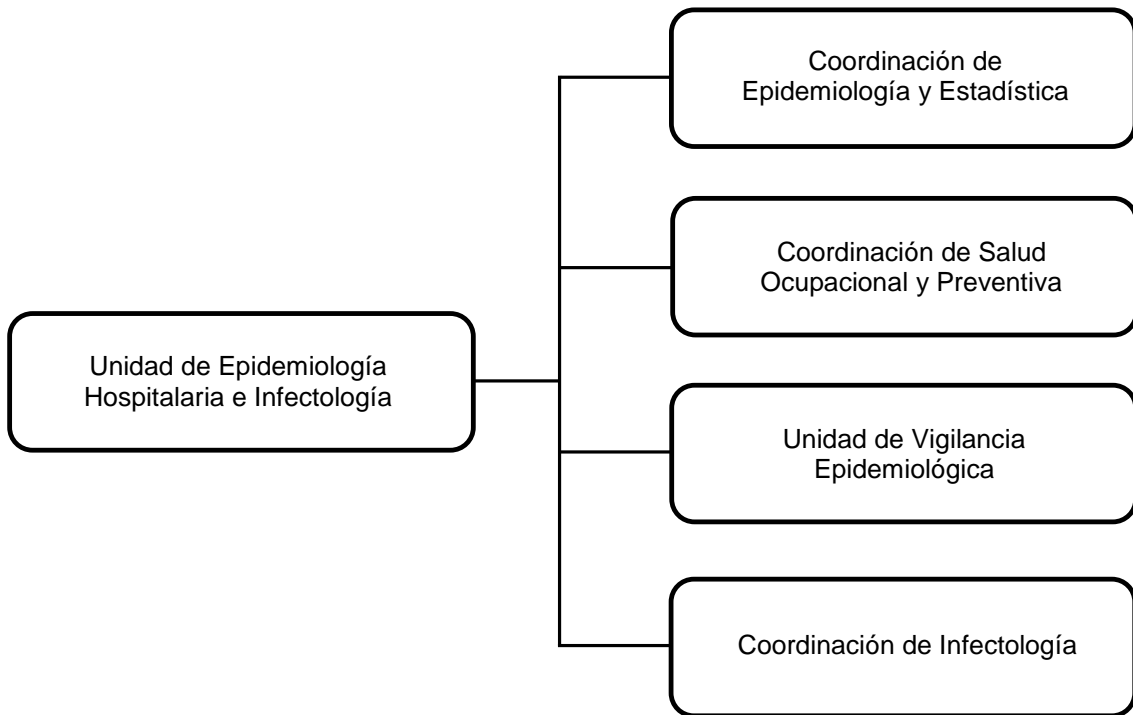 Unidad de Epidemiología
Hospitalaria e Infectología
Coordinación de
Epidemiología y Estadística
Coordinación de Salud
Ocupacional y Preventiva
Unidad de Vigilancia
Epidemiológica
Coordinación de Infectología